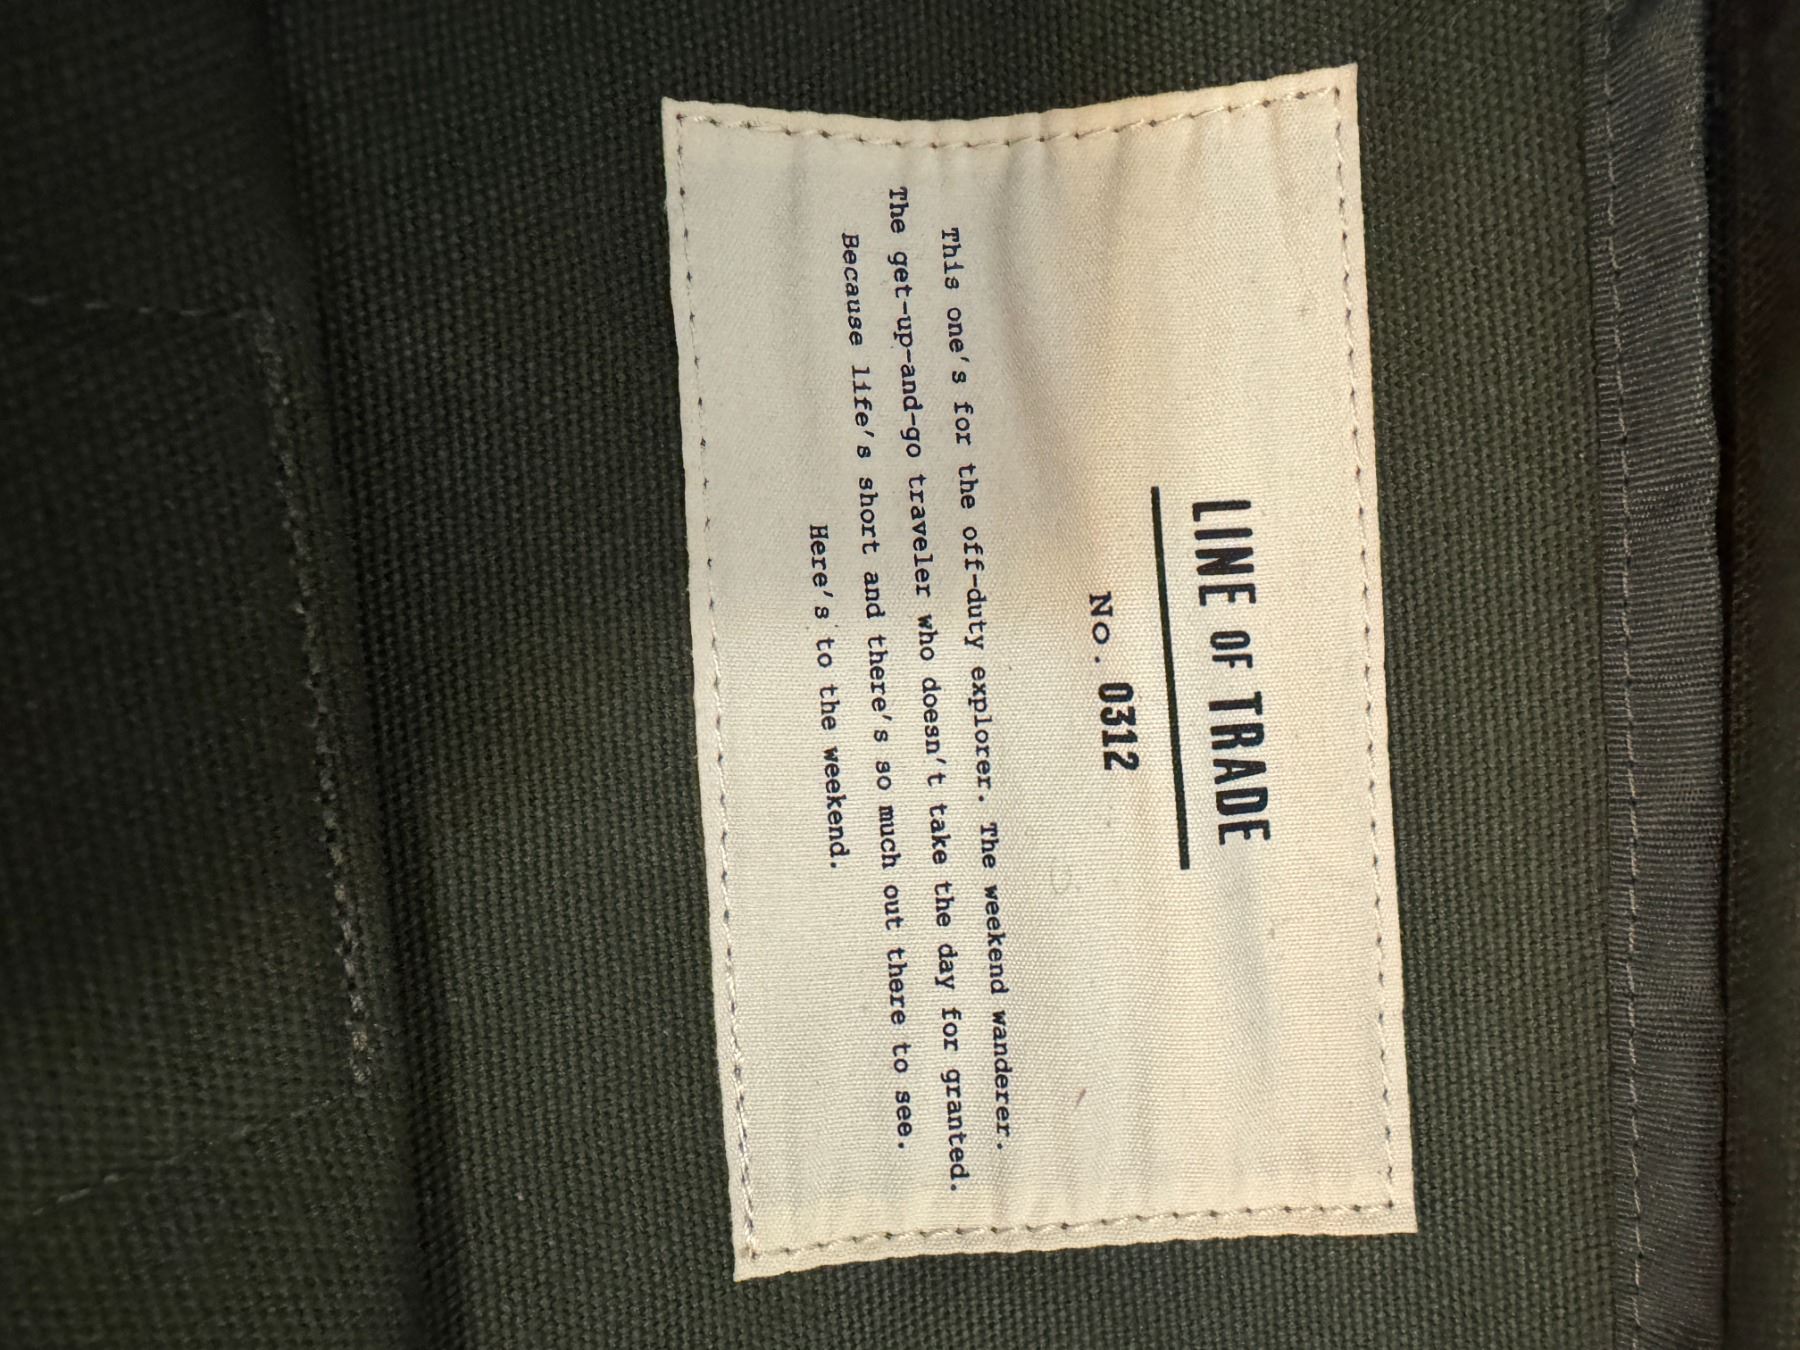 LINE OF TRADE
No. 0312
This one's for the off-duty explorer. The weekend wanderer.
The get-up-and-go traveler who doesn't take the day for granted.
Because life's short and there's so much out there to see.
Here's to the weekend.